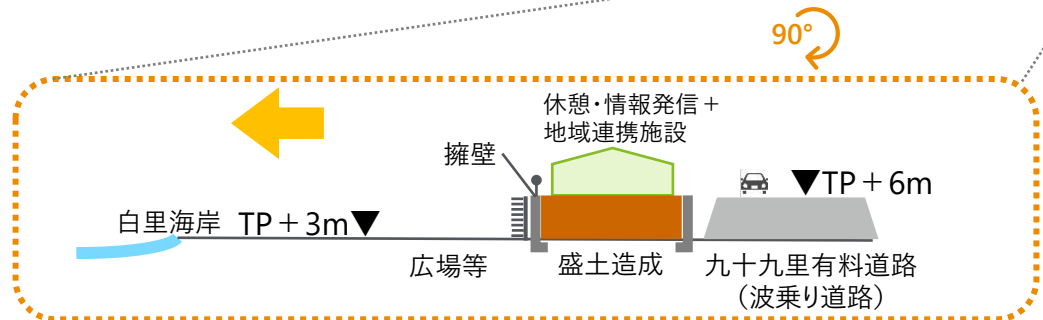 90°
休憩・情報発信＋
地域連携施設
擁壁
▼TP＋6m
白里海岸 TP＋3m▼
広場等
盛土造成
九十九里有料道路
（波乗り道路）